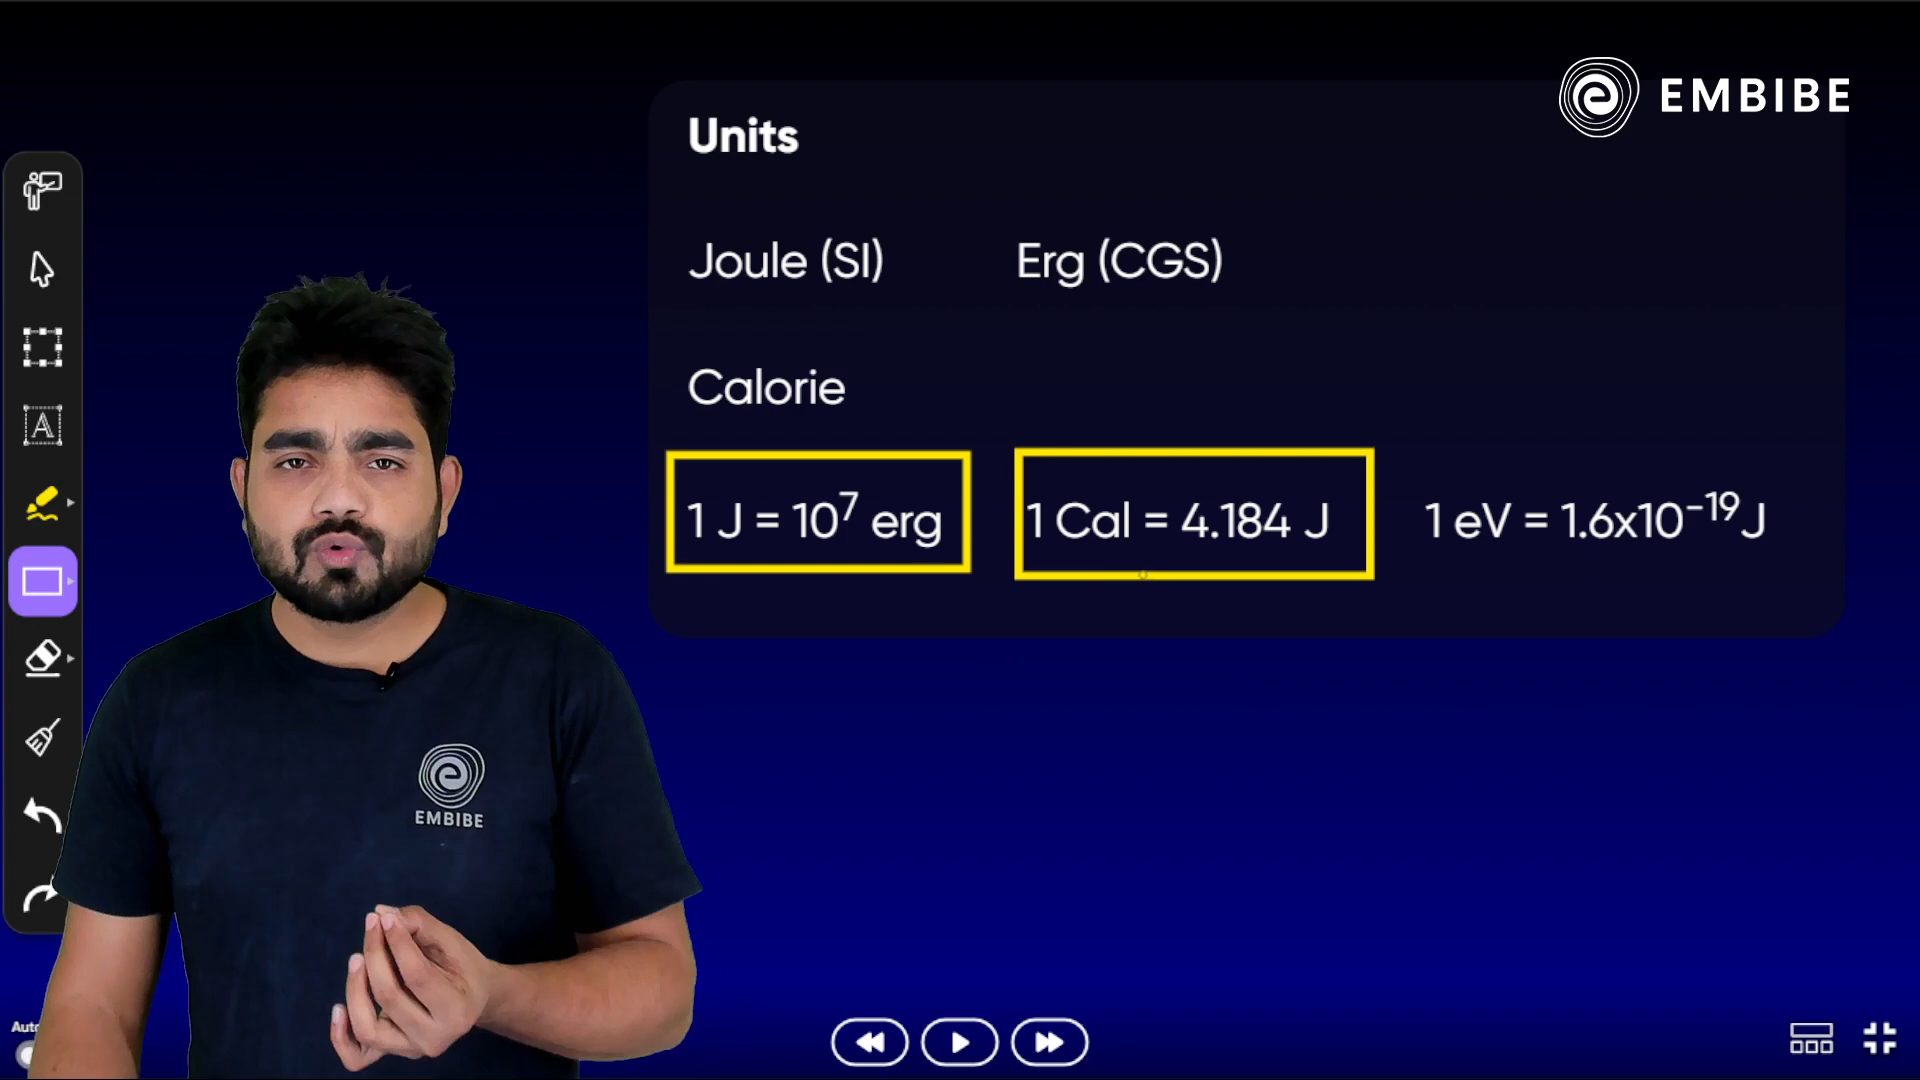 EMBIBE
Units
Joule (SI) Erg (CGS)
Calorie
1 J = 10⁷ erg 1 Cal = 4.184 J 1 eV = 1.6x10⁻¹⁹J
A
EMBIBE